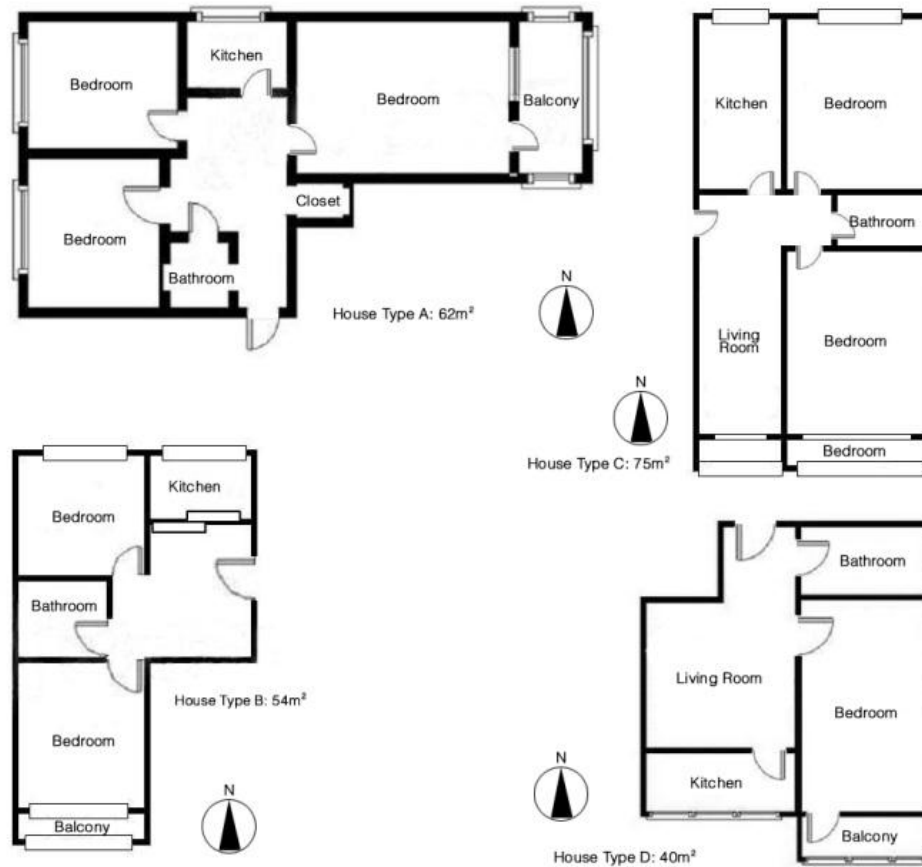 Bedroom
Kitchen
Bedroom
Balcony
Bedroom
Closet
Bathroom
House Type A: 62m²
N
Kitchen
Bedroom
Bathroom
Living
Room
Bedroom
Bedroom
N
House Type C: 75m²
Bedroom
Kitchen
Bathroom
Bedroom
Balcony
House Type B: 54m²
N
Bathroom
Living Room
Bedroom
Kitchen
Balcony
N
House Type D: 40m²